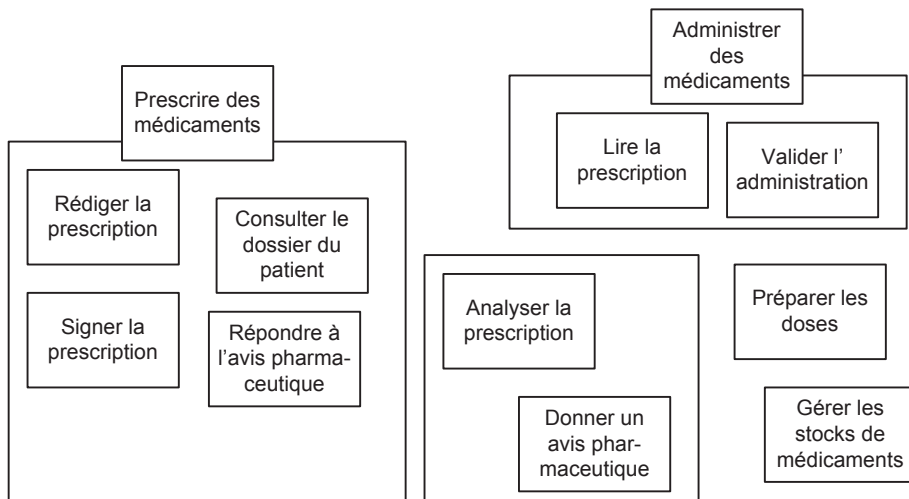 Prescrire des
médicaments
Rédiger la
prescription
Consulter le
dossier du
patient
Signer la
prescription
Répondre à
l’avis pharma-
ceutique
Administrer
des
médicaments
Lire la
prescription
Valider l’
administration
Analyser la
prescription
Donner un
avis phar-
maceutique
Préparer les
doses
Gérer les
stocks de
médicaments